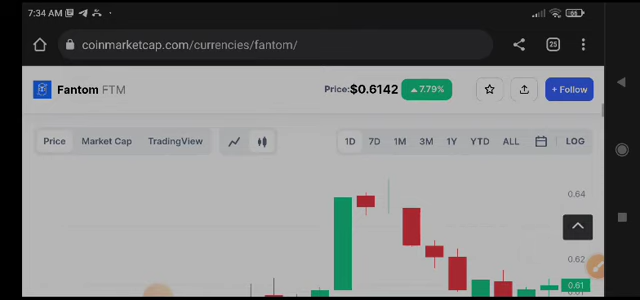 7:34 AM
coinmarketcap.com/currencies/fantom/
25
Fantom FTM
Price:$0.6142
7.79%
+ Follow
Price Market Cap TradingView
1D 7D 1M 3M 1Y YTD ALL
LOG
0.64
0.62
0.61